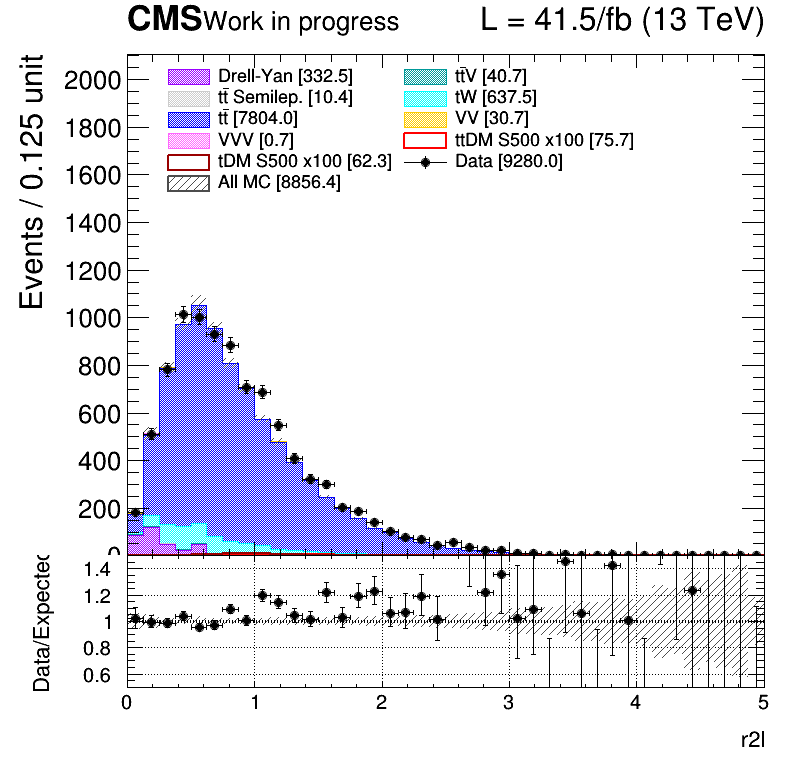 CMS Work in progress L = 41.5/fb (13 TeV)
Drell-Yan [332.5] tt̄V [40.7]
tt̄ Semilep. [10.4] tW [637.5]
tt̄ [7804.0] VV [30.7]
VVV [0.7] ttDM S500 x100 [75.7]
tDM S500 x100 [62.3] Data [9280.0]
All MC [8856.4]
Events / 0.125 unit
2000
1800
1600
1400
1200
1000
800
600
400
200
0
Data/Expected
1.4
1.2
1
0.8
0.6
0 1 2 3 4 5
r2l